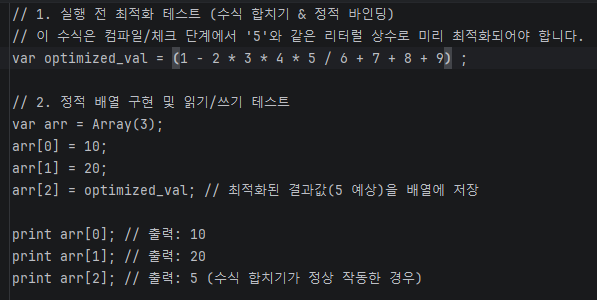 // 1. 실행 전 최적화 테스트 (수식 합치기 & 정적 바인딩)
// 이 수식은 컴파일/체크 단계에서 '5'와 같은 리터럴 상수로 미리 최적화되어야 합니다.
var optimized_val = (1 - 2 * 3 * 4 * 5 / 6 + 7 + 8 + 9) ;
// 2. 정적 배열 구현 및 읽기/쓰기 테스트
var arr = Array(3);
arr[0] = 10;
arr[1] = 20;
arr[2] = optimized_val; // 최적화된 결과값(5 예상)을 배열에 저장
print arr[0]; // 출력: 10
print arr[1]; // 출력: 20
print arr[2]; // 출력: 5 (수식 합치기가 정상 작동한 경우)